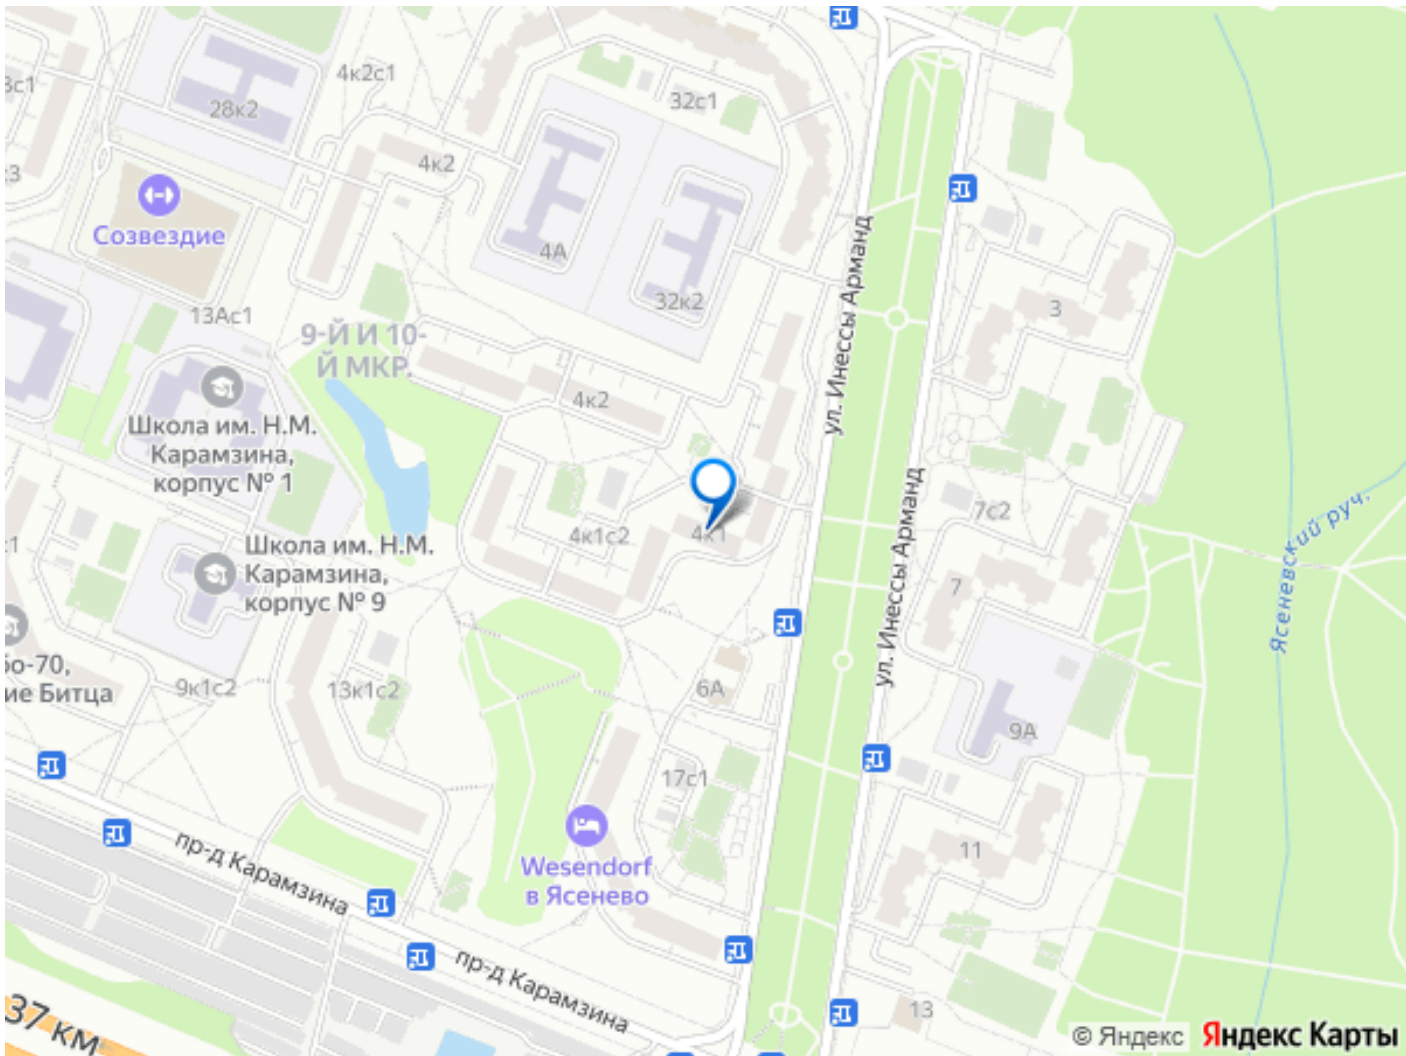 4к2с1
28к2
32с1
4к2
Созвездие
4А
32к2
ул. Инессы Арманд
3
13Ас1
9-Й И 10-
Й МКР.
4к2
Школа им. Н.М.
Карамзина,
корпус № 1
ул. Инессы Арманд
7с2
4к1с2
4к1
Ясеневский руч.
Школа им. Н.М.
Карамзина,
корпус № 9
7
9к1с2
13к1с2
6А
9А
ие Битца
17с1
11
пр-д Карамзина
Wesendorf
в Ясенево
пр-д Карамзина
37 км
13
© Яндекс
Яндекс Карты